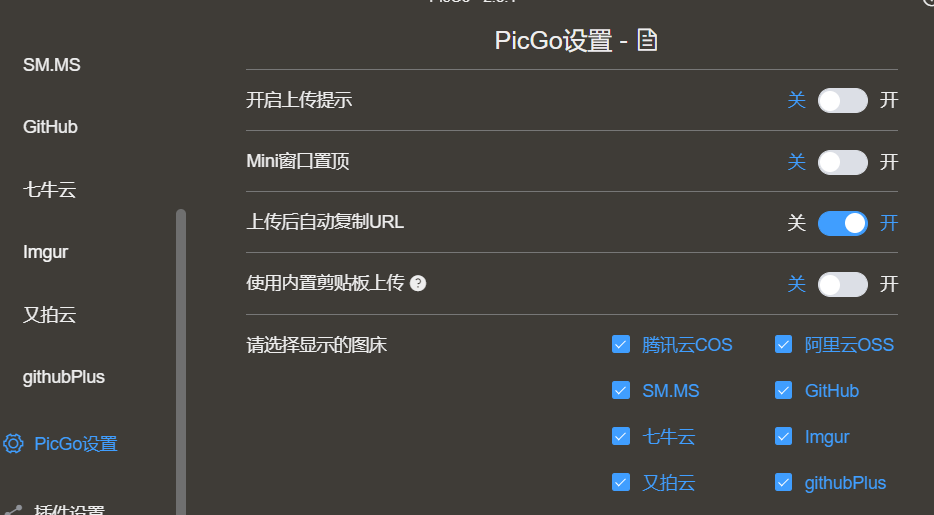 PicGo设置 -
SM.MS
GitHub
七牛云
Imgur
又拍云
githubPlus
PicGo设置
插件设置
开启上传提示 关 开
Mini窗口置顶 关 开
上传后自动复制URL 关 开
使用内置剪贴板上传 ? 关 开
请选择显示的图床 腾讯云COS 阿里云OSS
SM.MS GitHub
七牛云 Imgur
又拍云 githubPlus